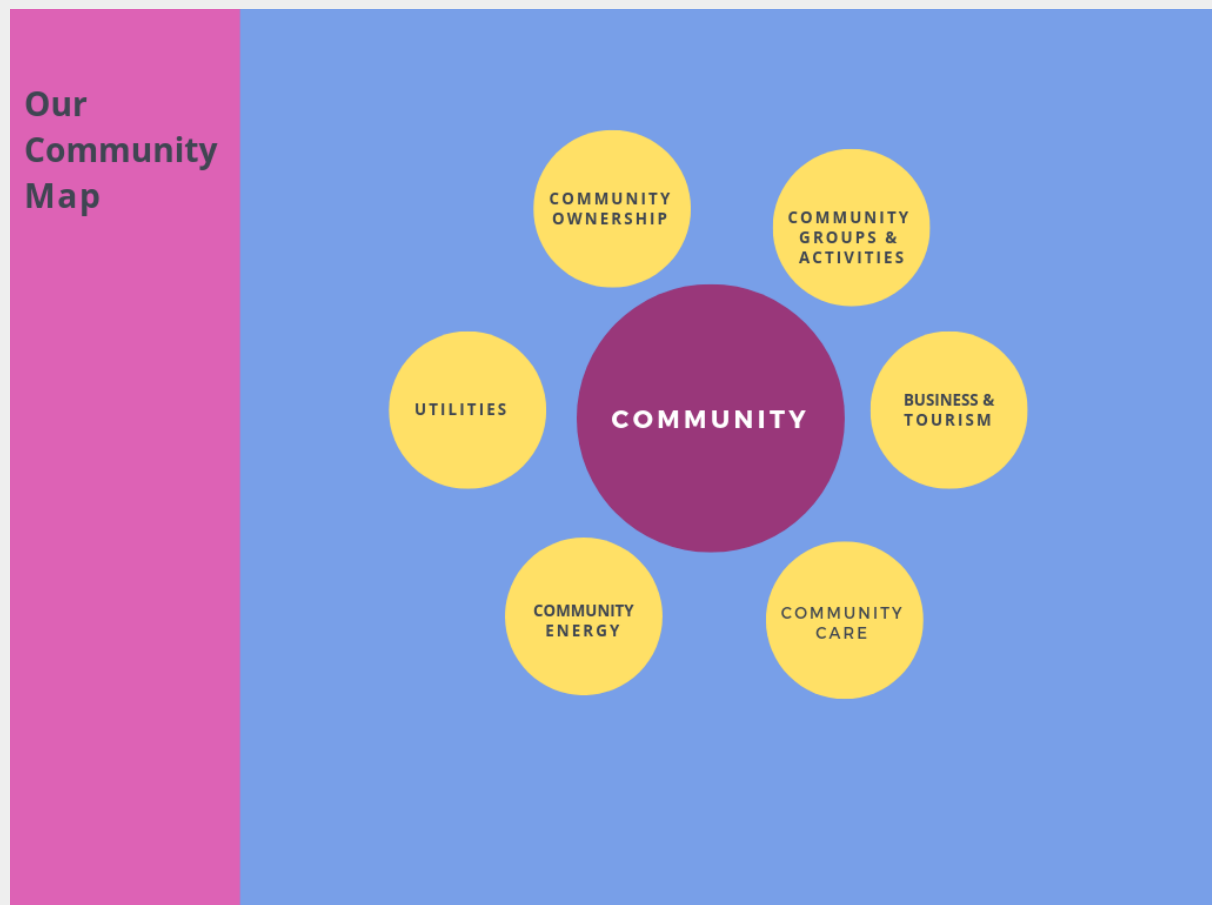 Our
Community
Map
COMMUNITY
OWNERSHIP
COMMUNITY
GROUPS &
ACTIVITIES
UTILITIES
COMMUNITY
BUSINESS &
TOURISM
COMMUNITY
ENERGY
COMMUNITY
CARE